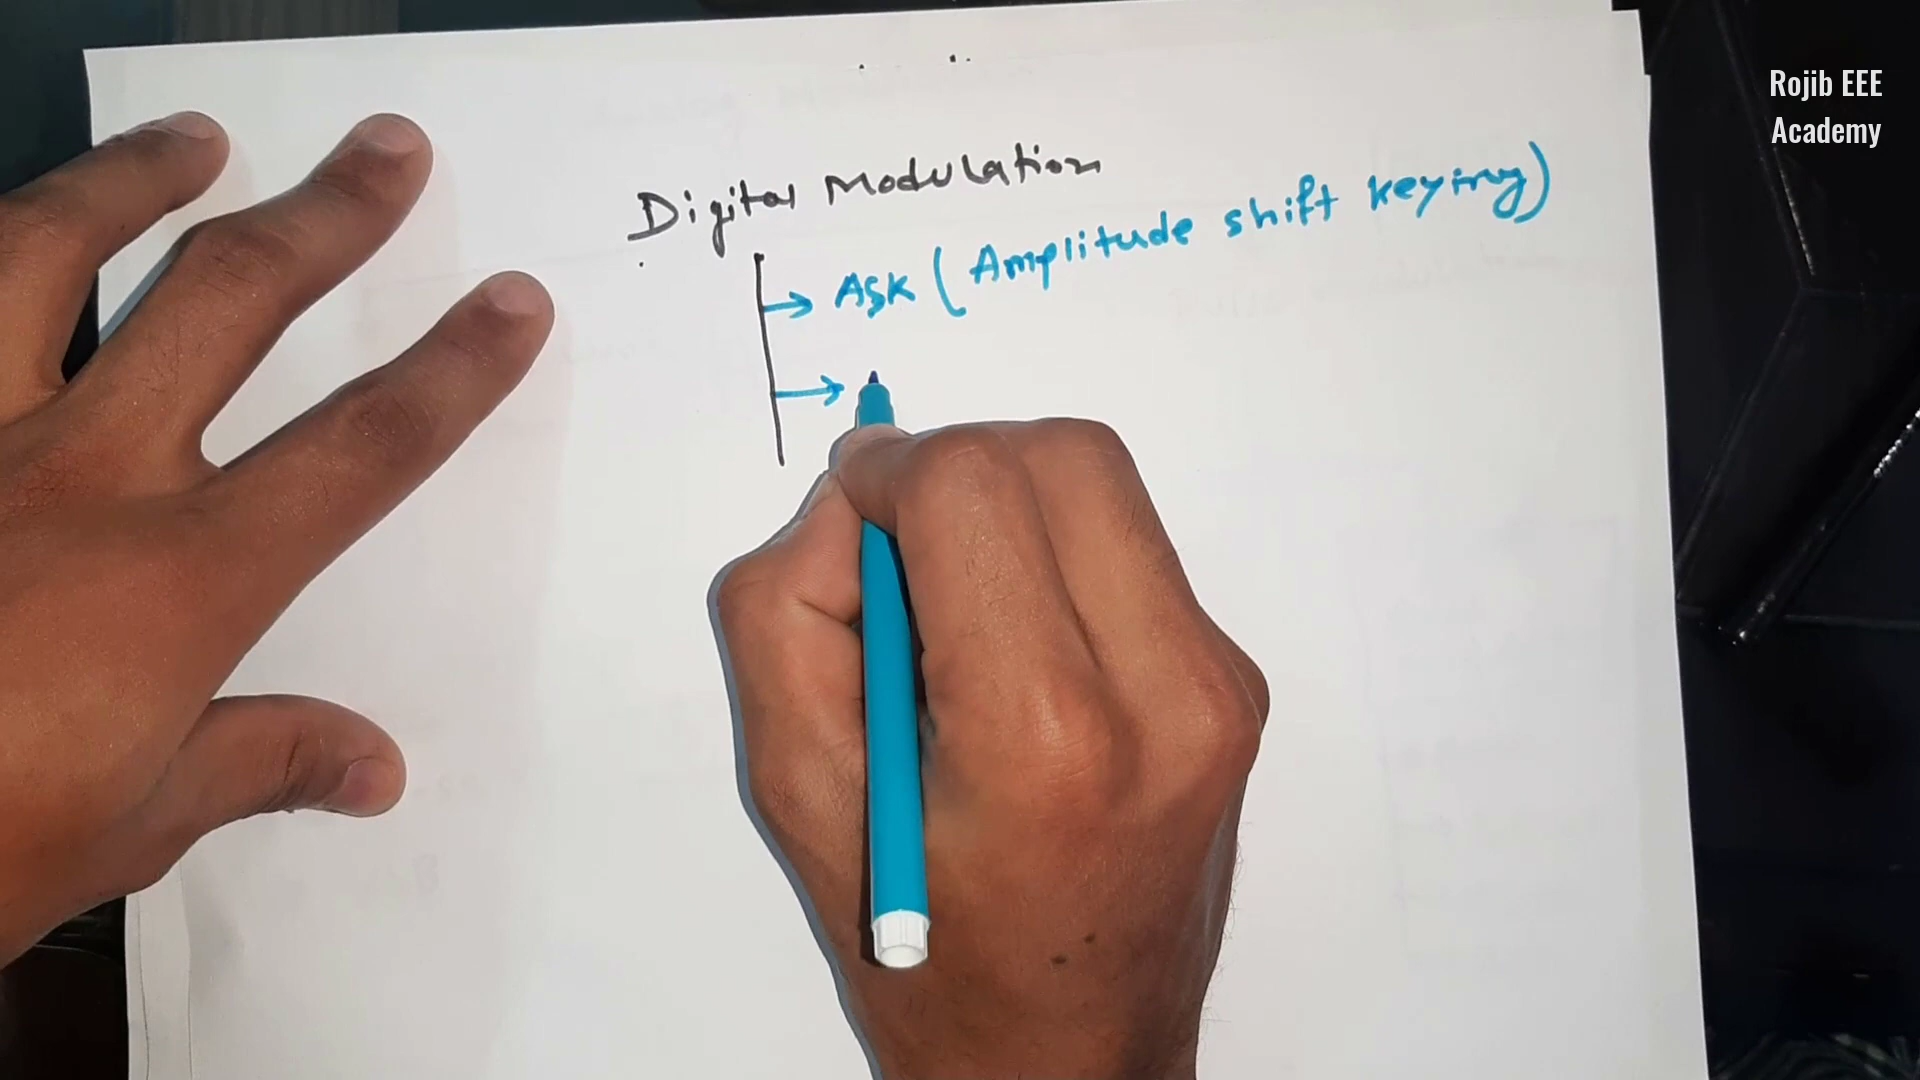 Rojib EEE
Academy
Digital Modulation
→ ASK (Amplitude shift keying)
→